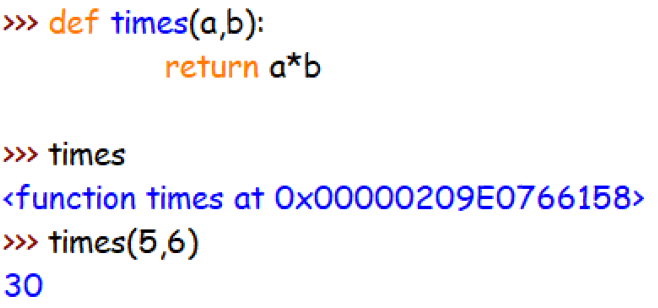 >>> def times(a,b):
return a*b
>>> times
<function times at 0x00000209E0766158>
>>> times(5,6)
30